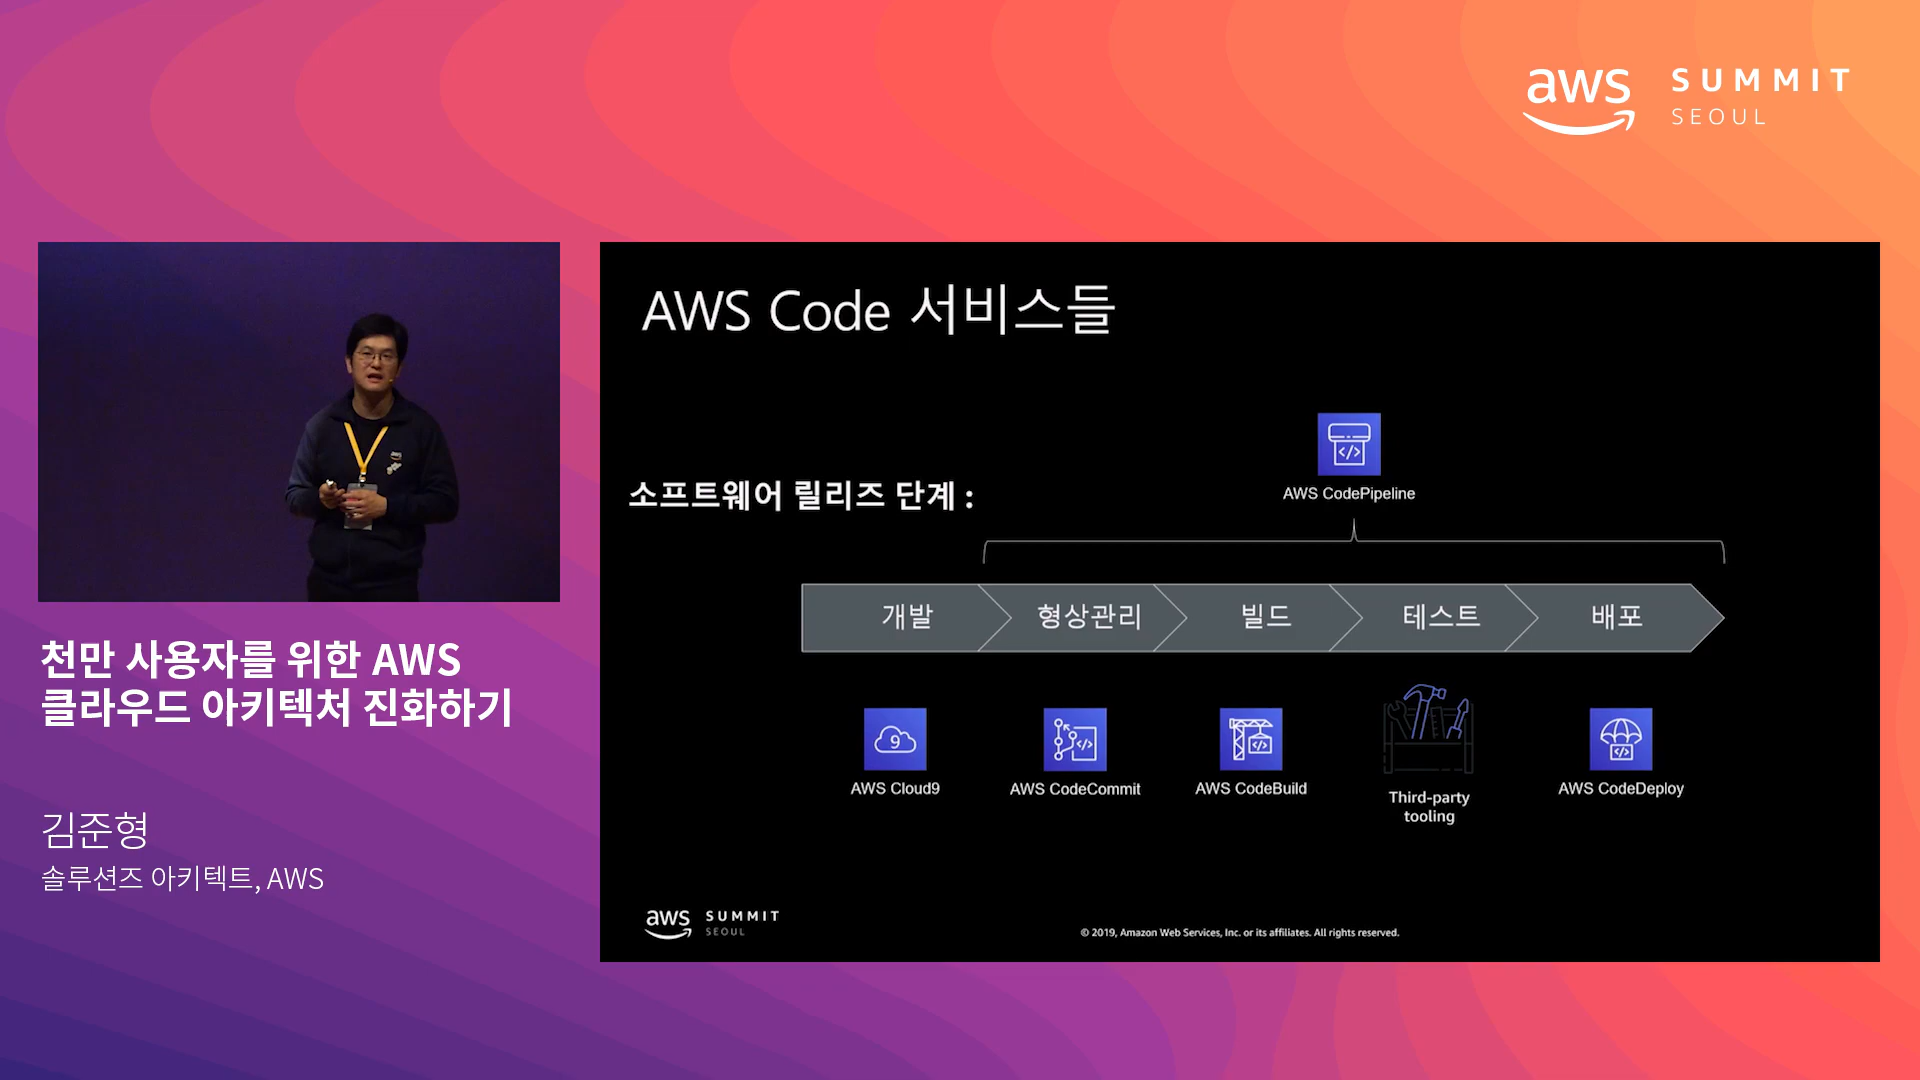 aws SUMMIT
SEOUL
AWS Code 서비스들
AWS CodePipeline
소프트웨어 릴리즈 단계 :
개발 형상관리 빌드 테스트 배포
9
</>
AWS Cloud9 AWS CodeCommit AWS CodeBuild Third-party tooling AWS CodeDeploy
aws SUMMIT
SEOUL
© 2019, Amazon Web Services, Inc. or its affiliates. All rights reserved.
천만 사용자를 위한 AWS
클라우드 아키텍처 진화하기
김준형
솔루션즈 아키텍트, AWS